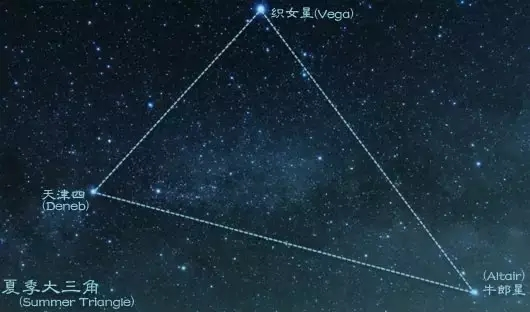 织女星(Vega)
天津四
(Deneb)
(Altair)
牛郎星
夏季大三角
(Summer Triangle)